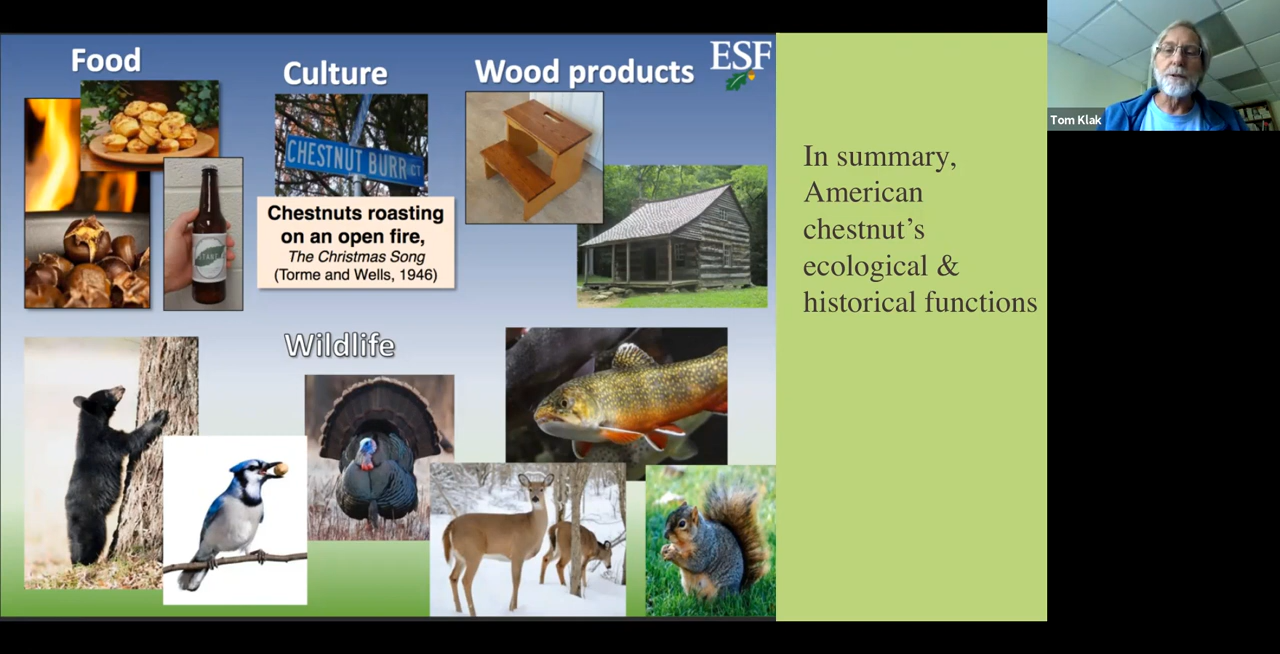 Food
Culture
Wood products
ESF
CHESTNUT BURR CT
Chestnuts roasting
on an open fire,
The Christmas Song
(Torme and Wells, 1946)
Wildlife
In summary,
American
chestnut’s
ecological &
historical functions
Tom Klak